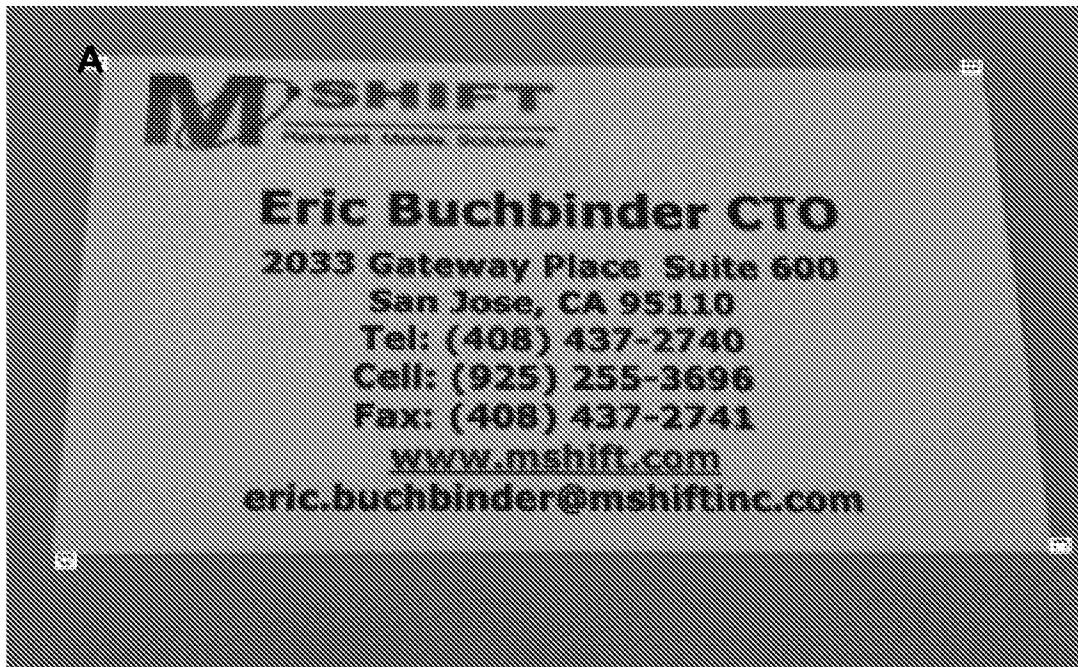 A
MSHIFT
Eric Buchbinder CTO
2033 Gateway Place Suite 600
San Jose, CA 95110
Tel: (408) 437-2740
Cell: (925) 255-3696
Fax: (408) 437-2741
www.mshift.com
eric.buchbinder@mshiftinc.com